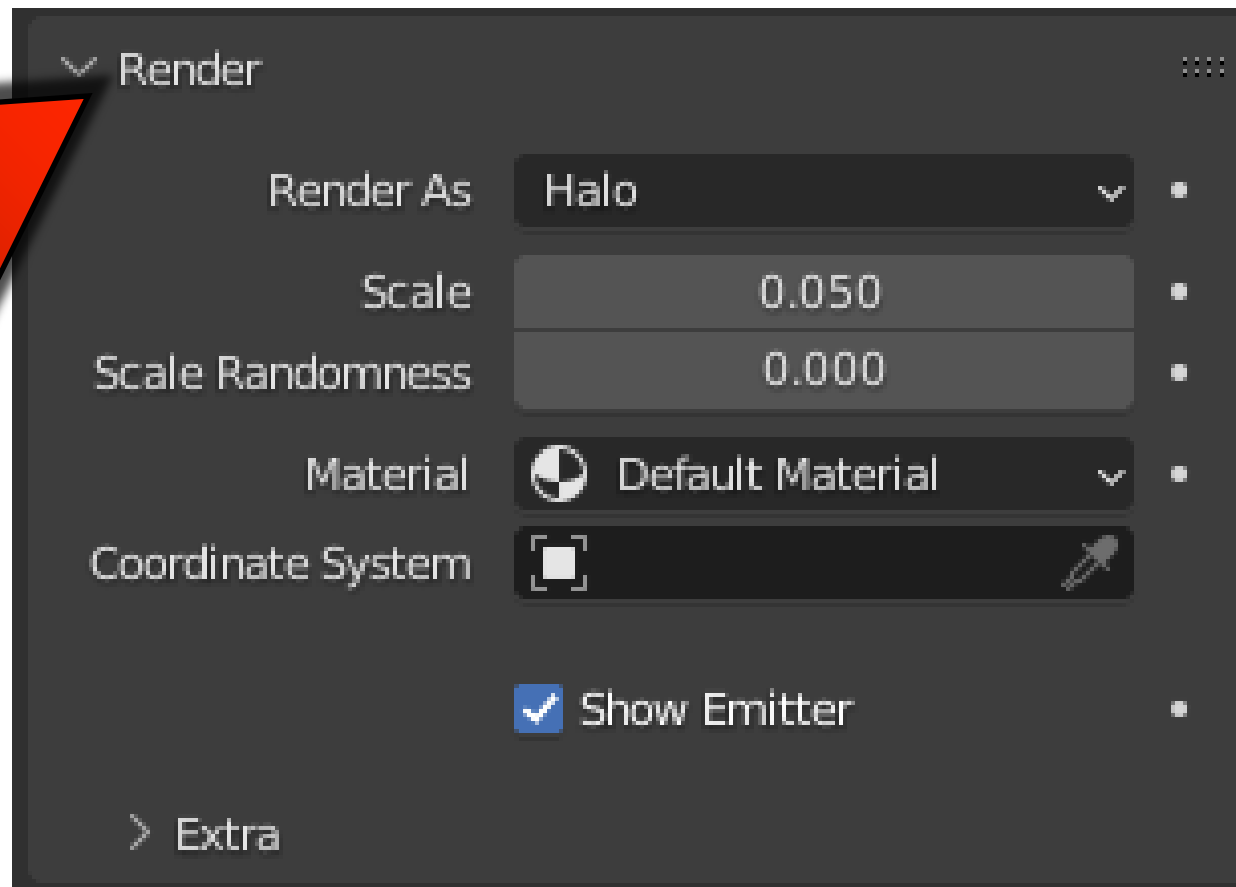 Render
Render As Halo
Scale 0.050
Scale Randomness 0.000
Material Default Material
Coordinate System
Show Emitter
Extra